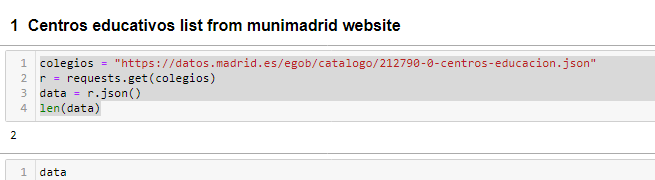 1 Centros educativos list from munimadrid website
1 colegios = "https://datos.madrid.es/egob/catalogo/212790-0-centros-educacion.json"
2 r = requests.get(colegios)
3 data = r.json()
4 len(data)
2
1 data